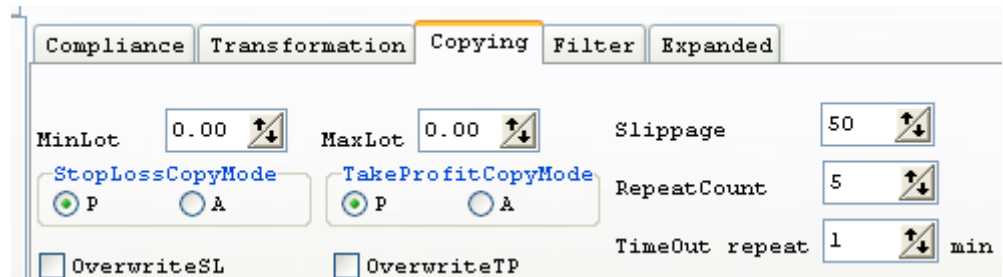 Compliance Transformation Copying Filter Expanded
MinLot 0.00 MaxLot 0.00 Slippage 50
StopLossCopyMode TakeProfitCopyMode
P A P A RepeatCount 5
TimeOut repeat 1 min
OverwriteSL OverwriteTP